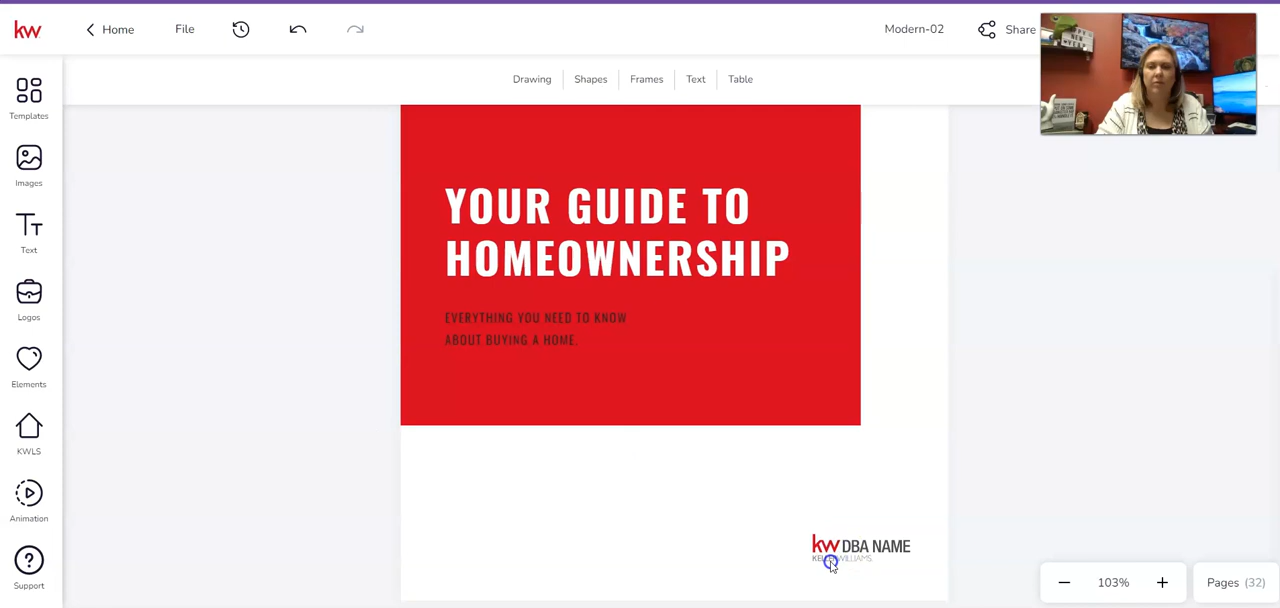 kw
Home
File
Modern-02
Share
Drawing
Shapes
Frames
Text
Table
Templates
Images
Text
Logos
Elements
KWLS
Animation
Support
YOUR GUIDE TO
HOMEOWNERSHIP
EVERYTHING YOU NEED TO KNOW
ABOUT BUYING A HOME.
kw DBA NAME
KELLERWILLIAMS.
103%
Pages (32)